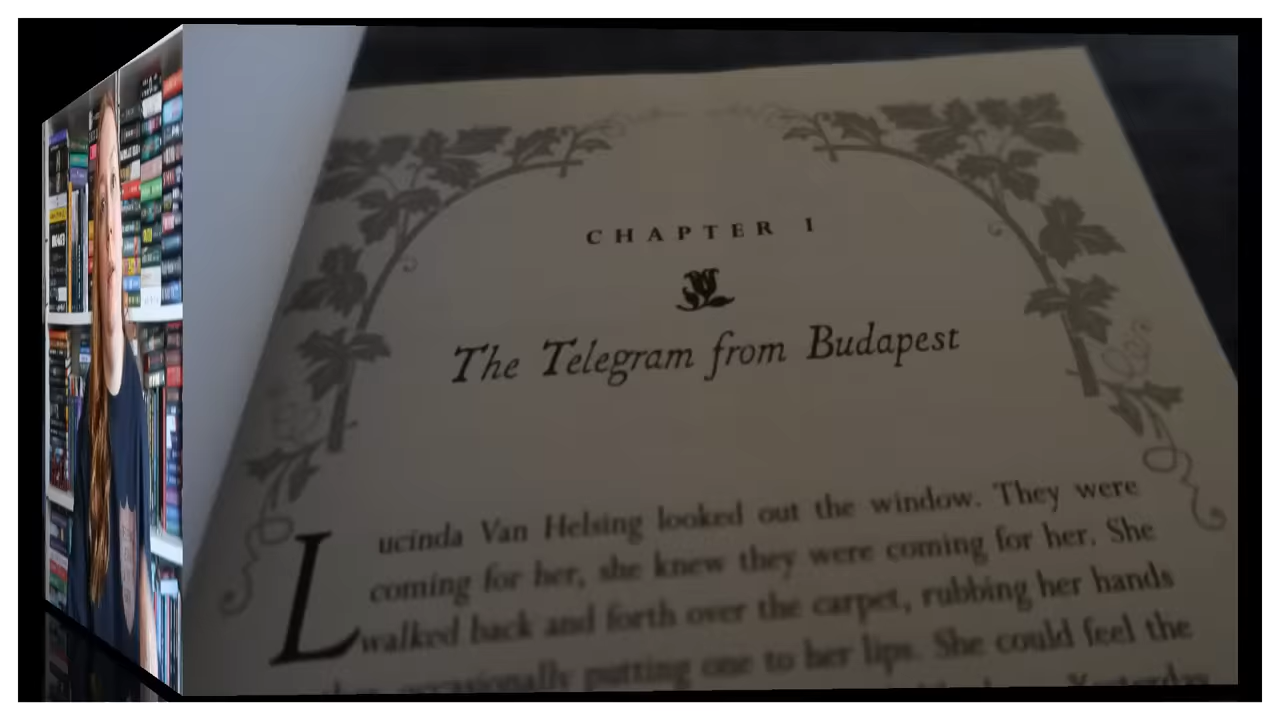 CHAPTER I
The Telegram from Budapest
Lucinda Van Helsing looked out the window. They were
coming for her, she knew they were coming for her. She
walked back and forth over the carpet, rubbing her hands
occasionally putting one to her lips. She could feel the
Yesterday